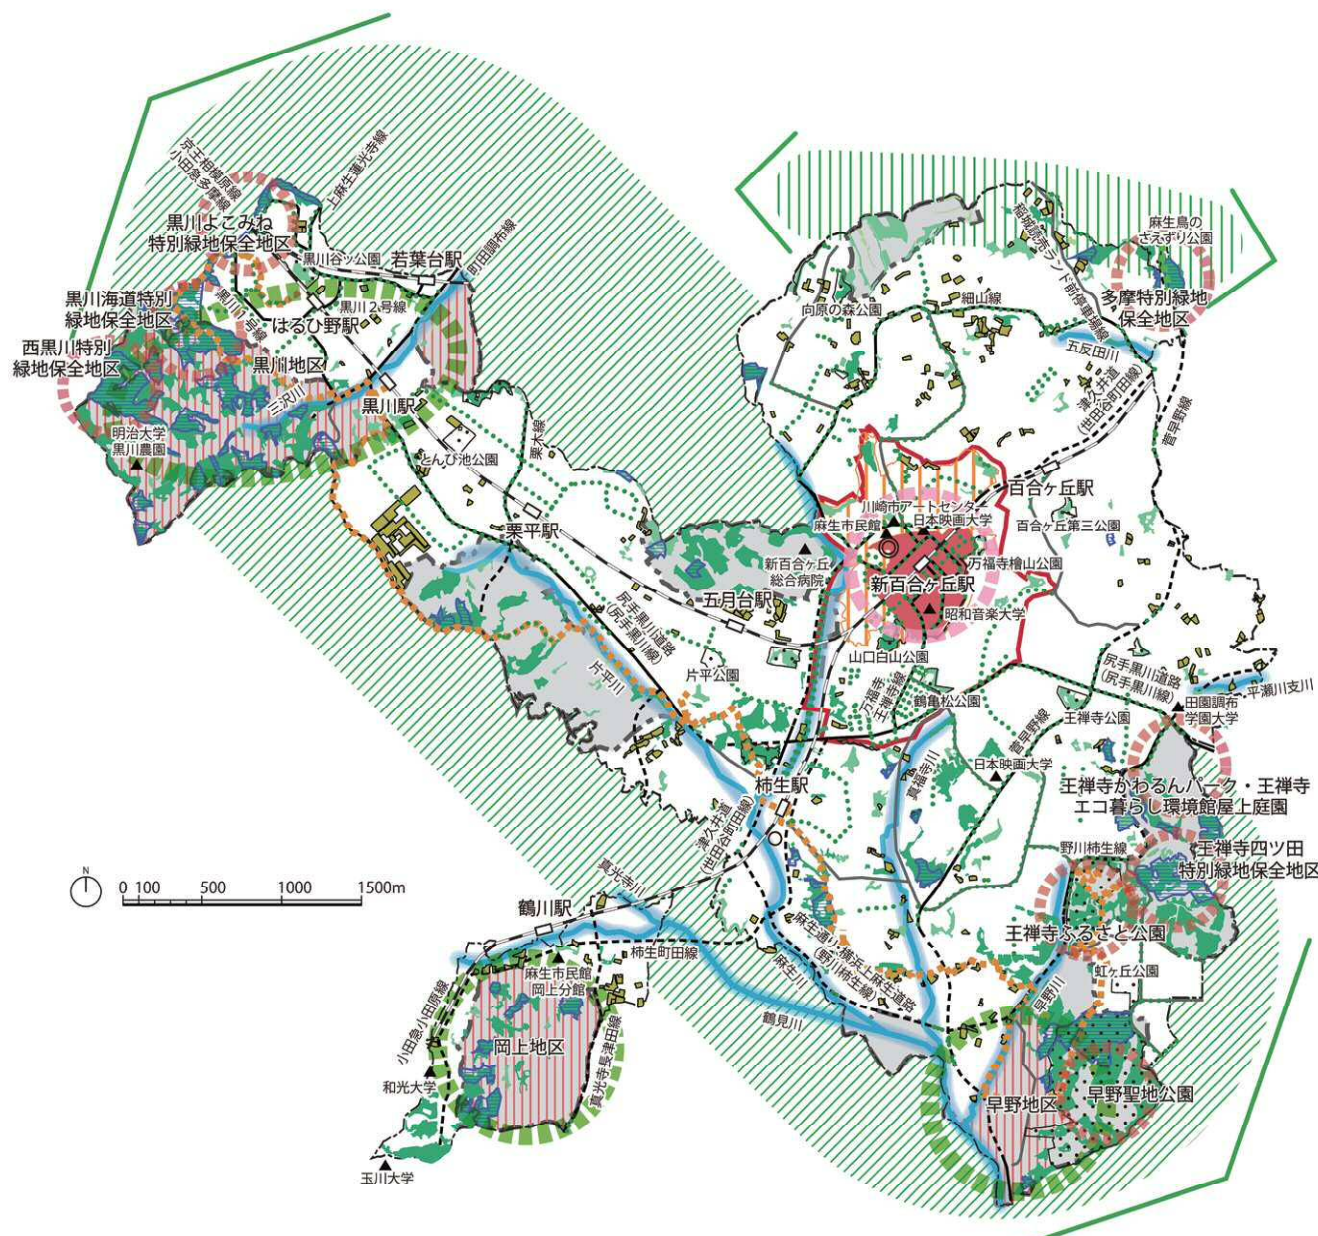 京王相模原線
小田急多摩線
上麻生蓮光寺線
黒川よこみね
特別緑地保全地区
黒川谷ッ公園
若葉台駅
町田調布線
黒川海道特別
緑地保全地区
黒川1号線
はるひ野駅
黒川2号線
西黒川特別
緑地保全地区
黒川地区
三沢川
黒川駅
明治大学
黒川農園
とんび池公園
栗木線
栗平駅
稲城読売ランド前停車場線
麻生鳥の
さえずり公園
多摩特別緑地
保全地区
向原の森公園
細山線
五反田川
津久井道
(世田谷町田線)
菅早野線
百合ヶ丘駅
川崎市アートセンター
麻生市民館
日本映画大学
百合ヶ丘第三公園
新百合ヶ丘
総合病院
万福寺檜山公園
新百合ヶ丘駅
五月台駅
昭和音楽大学
尻手黒川道路
(尻手黒川線)
山口白山公園
片平川
片平公園
万福寺
王禅寺線
鶴亀松公園
尻手黒川道路
(尻手黒川線)
平瀬川支川
田園調布
学園大学
王禅寺公園
菅早野線
真福寺川
日本映画大学
柿生駅
王禅寺かわるんパーク・王禅寺
エコ暮らし環境館屋上庭園
津久井道
(世田谷町田線)
野川柿生線
王禅寺四ツ田
特別緑地保全地区
N
0 100 500 1000 1500m
真光寺川
鶴川駅
王禅寺ふるさと公園
麻生通り・横浜上麻生道路
(野川柿生線)
柿生町田線
麻生川
虹ヶ丘公園
麻生市民館
岡上分館
早野川
小田急小田原線
鶴見川
岡上地区
真光寺長津田線
和光大学
早野地区
早野聖地公園
玉川大学